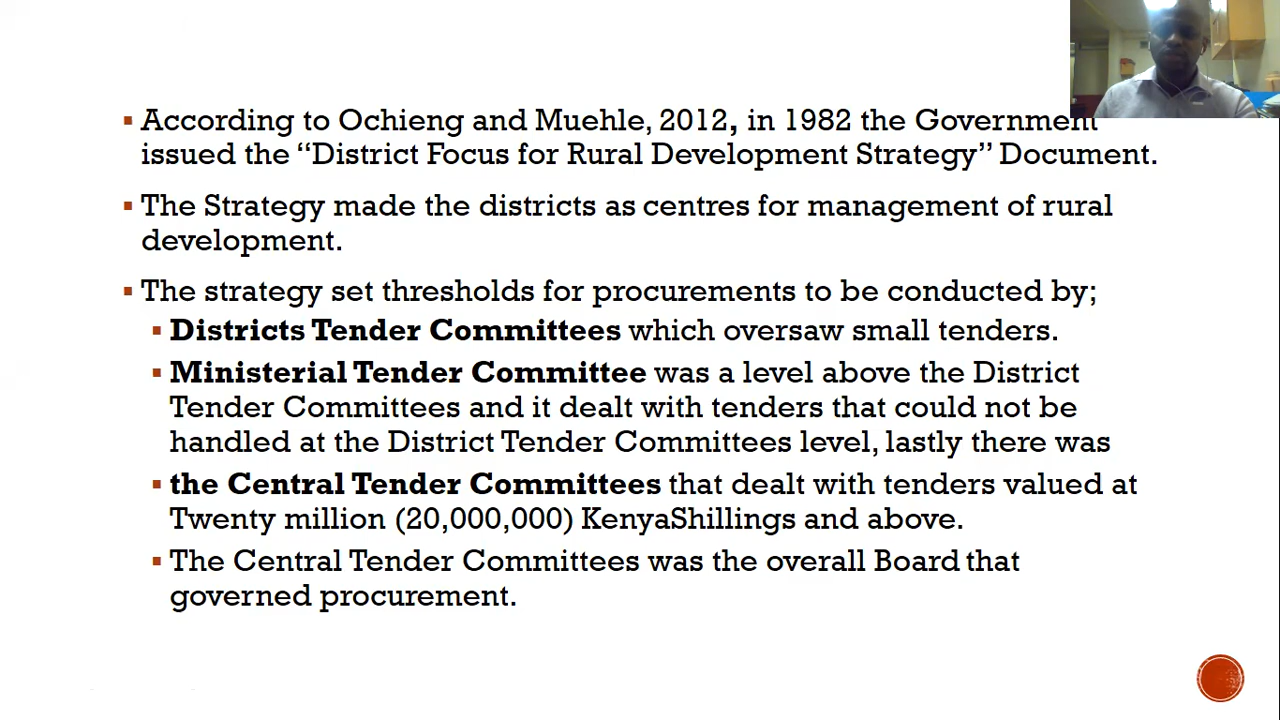 According to Ochieng and Muehle, 2012, in 1982 the Government
issued the “District Focus for Rural Development Strategy” Document.
The Strategy made the districts as centres for management of rural
development.
The strategy set thresholds for procurements to be conducted by;
Districts Tender Committees which oversaw small tenders.
Ministerial Tender Committee was a level above the District
Tender Committees and it dealt with tenders that could not be
handled at the District Tender Committees level, lastly there was
the Central Tender Committees that dealt with tenders valued at
Twenty million (20,000,000) KenyaShillings and above.
The Central Tender Committees was the overall Board that
governed procurement.